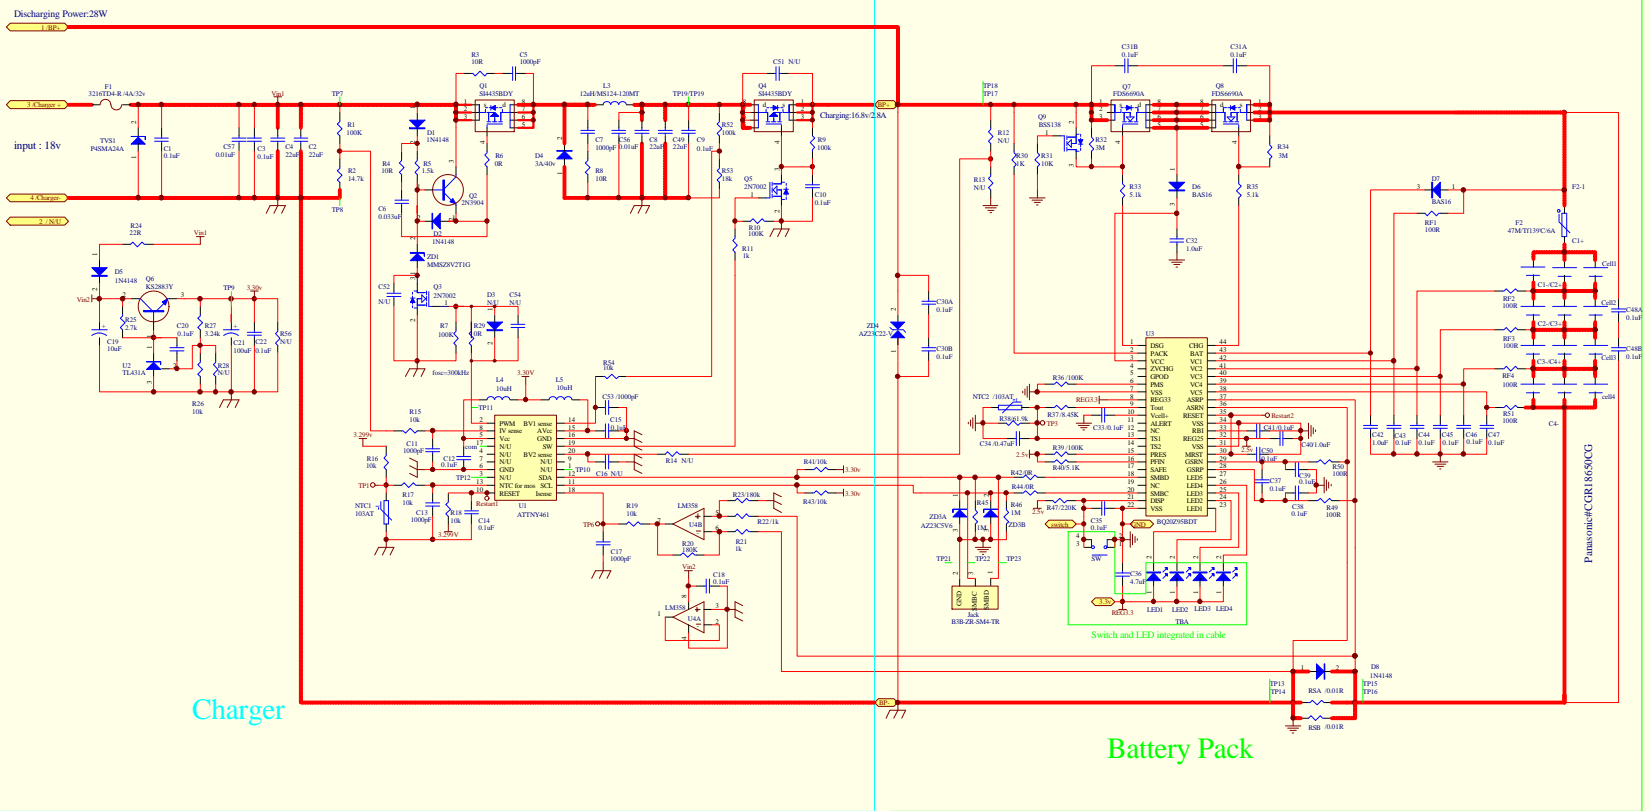 Discharging Power:28W
1 /BP+
F1
3216TD4-R /4A/32v
3 /Charger +
input : 18v
4 /Charger-
2 / N/U
TVS1
P4SMA24A
C1
0.1uF
C57
0.01uF
C3
0.1uF
Vin1
C4
22uF
C2
22uF
TP7
R1
100K
R2
14.7k
TP8
R3
10R
C5
1000pF
Q1
SI4435BDY
D1
1N4148
R4
10R
R5
1.5k
R6
0R
C6
0.033uF
Q2
2N3904
D2
1N4148
ZD1
MMSZ8V2T1G
L3
12uH/MS124-120MT
D4
3A/40v
C7
1000pF
R8
10R
C56
0.01uF
C8
22uF
C49
22uF
C9
0.1uF
TP19/TP19
C51 N/U
Q4
SI4435BDY
R52
100k
R53
18k
R9
100k
Q5
2N7002
C10
0.1uF
R10
100K
R11
1k
BP+
Charging:16.8v/2.8A
R24
22R
Vin1
D5
1N4148
Vin2
Q6
KS2883Y
R25
2.7k
C19
10uF
C20
0.1uF
U2
TL431A
R27
3.24k
R28
N/U
R26
10k
TP9
C21
100uF
3.30v
C22
0.1uF
R56
N/U
C52
N/U
Q3
2N7002
R7
100K
R29
0R
D3
N/U
C54
fosc=300kHz
R54
10k
L4
10uH
3.30V
L5
10uH
C53 /1000pF
C15
0.1uF
TP11
R15
10k
3.299v
C11
1000pF
R16
10k
C12
0.1uF
com
TP12
TP1
R17
10k
NTC1
103AT
C13
1000pF
R18
10k
3.299V
Restart1
C14
0.1uF
PWM
IV sense
Vcc
N/U
N/U
N/U
GND
N/U
NTC for mos
RESET
BV1 sense
AVcc
GND
N/U
BV2 sense
N/U
N/U
SDA
SCL
Isense
U1
ATTNY461
TP10
C16 N/U
R14 N/U
R41/10k
3.30v
R43/10k
3.30v
TP6
R19
10k
C17
1000pF
LM358
U4B
R23/180k
R22/1k
R21
1k
R20
180K
Vin2
C18
0.1uF
LM358
U4A
ZD4
AZ23C22-V
C30A
0.1uF
C30B
0.1uF
BP-
Charger
TP18
TP17
R12
N/U
R13
N/U
R30
1K
R31
10K
Q9
BSS138
R32
3M
C31B
0.1uF
C31A
0.1uF
Q7
FDS6690A
Q8
FDS6690A
R34
3M
R33
5.1k
D6
BAS16
R35
5.1k
C32
1.0uF
D7
BAS16
RF1
100R
F2-1
F2
47M/Tf139°C/6A
C1+
Cell1
C1-/C2+
Cell2
C2-/C3+
Cell3
C3-/C4+
cell4
C4-
RF2
100R
RF3
100R
RF4
100R
R51
100R
C48A
0.1uF
C48B
0.1uF
C42
1.0uF
C43
0.1uF
C44
0.1uF
C45
0.1uF
C46
0.1uF
C47
0.1uF
Panasonic#CGR18650CG
U3
DSG
PACK
VCC
ZVCHG
GPOD
PMS
VSS
REG33
Tout
Vcell+
ALERT
NC
TS1
TS2
PRES
PFIN
SAFE
SMBD
NC
SMBC
DISP
VSS
CHG
BAT
VC1
VC2
VC3
VC4
VC5
ASRP
ASRN
RESET
VSS
RB1
REG25
VSS
MRST
GSRN
GSRP
LED5
LED4
LED3
LED2
LED1
BQ20Z95BDT
R36 /100K
REG3.3
NTC2 /103AT
R37/8.45K
R38/61.9k
TP3
C33/0.1uF
C34 /0.47uF
R39/100K
2.5v
R40/5.1K
R42/0R
R44/0R
R47/220K
2.5v
Restart2
C41/0.1uF
C40/1.0uF
2.5v
C50
0.1uF
C39
0.1uF
C37
0.1uF
C38
0.1uF
R50
100R
R49
100R
ZD3A
AZ23C5V6
R45
1M
R46
1M
ZD3B
TP21
TP22
TP23
GND
SMBC
SMBD
Jack
B3B-ZR-SM4-TR
switch
C35
0.1uF
GND
SW
C36
4.7uF
3.3v
REG3.3
LED1
LED2
LED3
LED4
TBA
Switch and LED integrated in cable
D8
1N4148
TP13
TP14
RSA /0.01R
TP15
TP16
RSB /0.01R
Battery Pack